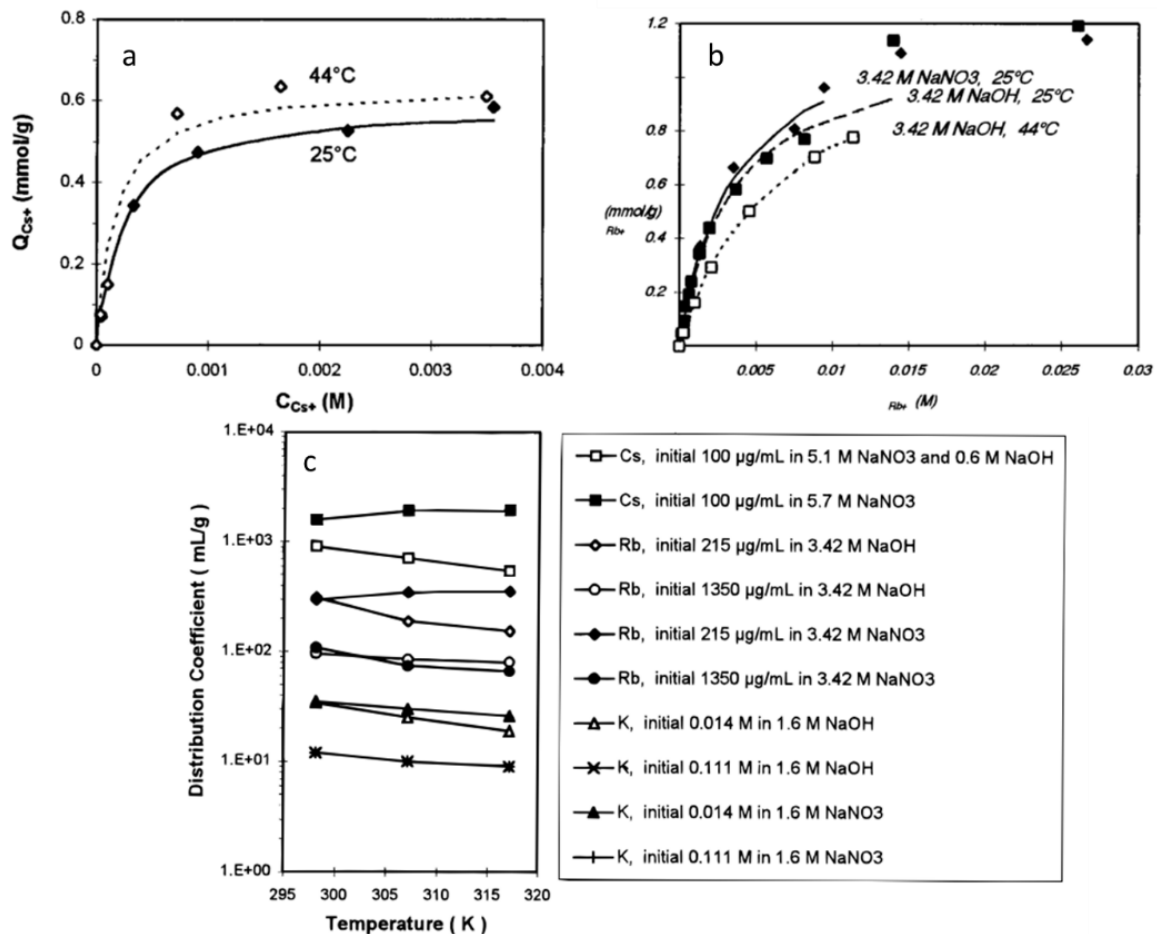 a
0.8
0.6
0.4
0.2
0
0
0.001
0.002
0.003
0.004
44°C
25°C
Q_Cs+ (mmol/g)
C_Cs+ (M)
b
1.2
1.0
0.8
0.6
0.4
0.2
0.005
0.01
0.015
0.02
0.025
0.03
3.42 M NaNO3, 25°C
3.42 M NaOH, 25°C
3.42 M NaOH, 44°C
(mmol/g)
Rb+
Rb+ (M)
c
1.E+04
1.E+03
1.E+02
1.E+01
1.E+00
295
300
305
310
315
320
Distribution Coefficient ( mL/g )
Temperature ( K )
Cs, initial 100 µg/mL in 5.1 M NaNO3 and 0.6 M NaOH
Cs, initial 100 µg/mL in 5.7 M NaNO3
Rb, initial 215 µg/mL in 3.42 M NaOH
Rb, initial 1350 µg/mL in 3.42 M NaOH
Rb, initial 215 µg/mL in 3.42 M NaNO3
Rb, initial 1350 µg/mL in 3.42 M NaNO3
K, initial 0.014 M in 1.6 M NaOH
K, initial 0.111 M in 1.6 M NaOH
K, initial 0.014 M in 1.6 M NaNO3
K, initial 0.111 M in 1.6 M NaNO3